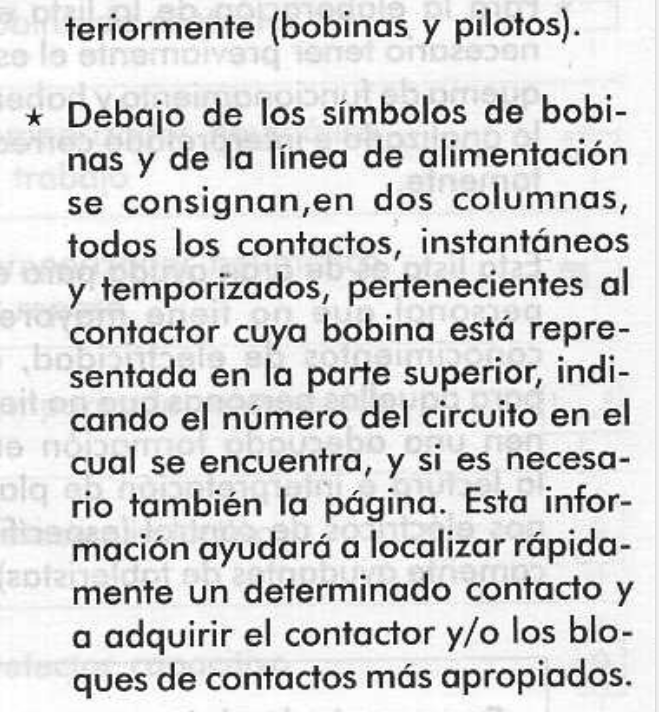 teriormente (bobinas y pilotos).
★ Debajo de los símbolos de bobi-
nas y de la línea de alimentación
se consignan,en dos columnas,
todos los contactos, instantáneos
y temporizados, pertenecientes al
contactor cuya bobina está repre-
sentada en la parte superior, indi-
cando el número del circuito en el
cual se encuentra, y si es necesa-
rio también la página. Esta infor-
mación ayudará a localizar rápida-
mente un determinado contacto y
a adquirir el contactor y/o los blo-
ques de contactos más apropiados.